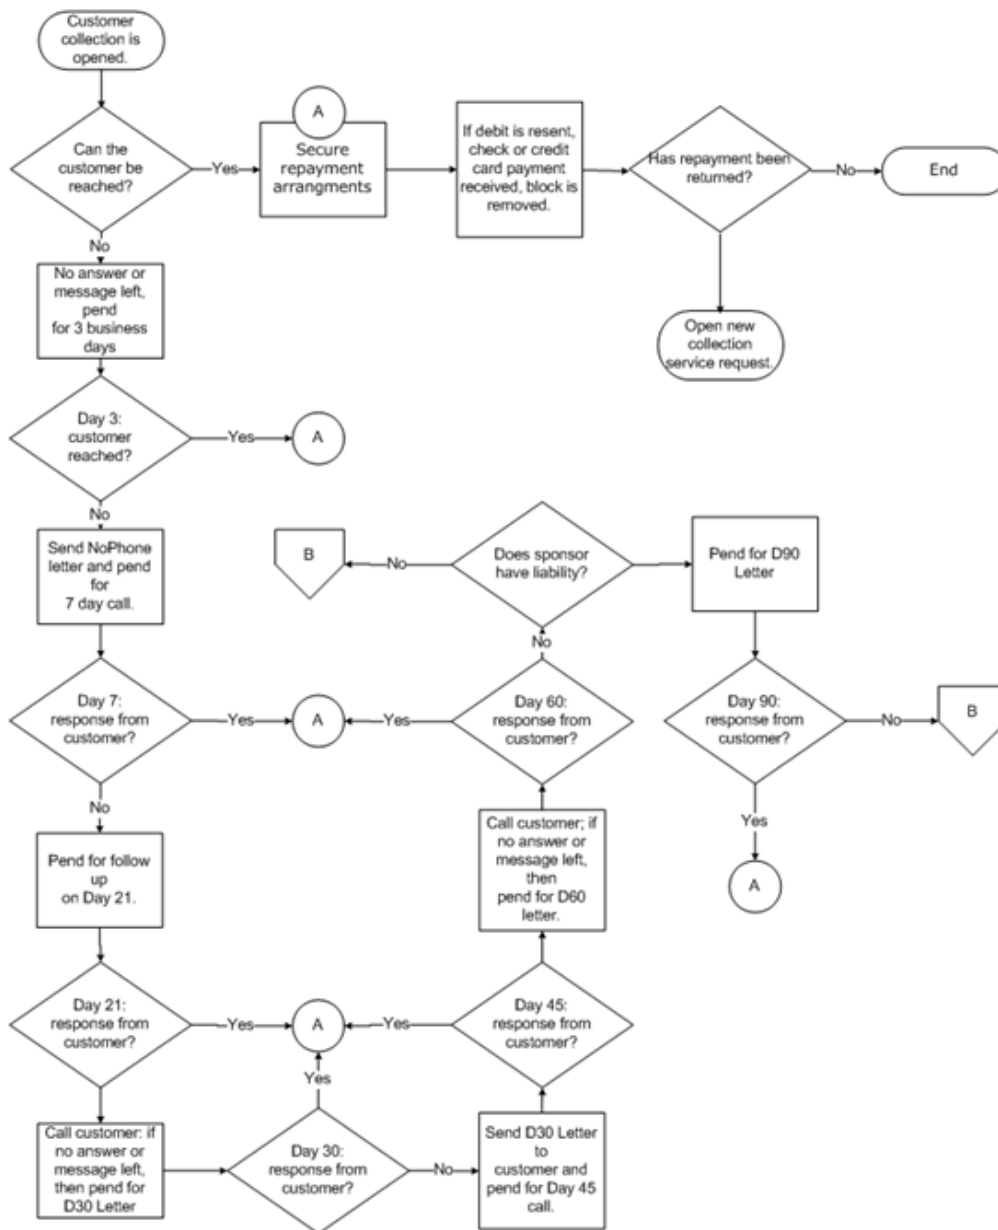 Customer
collection is
opened.
Can the
customer be
reached?
Yes
A
Secure
repayment
arrangments
If debit is resent,
check or credit
card payment
received, block is
removed.
Has repayment been
returned?
No
End
No
No answer or
message left,
pend
for 3 business
days
Open new
collection
service request.
Day 3:
customer
reached?
Yes
A
No
Send NoPhone
letter and pend
for
7 day call.
B
No
Does sponsor
have liability?
Pend for D90
Letter
No
Day 7:
response from
customer?
Yes
A
Yes
Day 60:
response from
customer?
Day 90:
response from
customer?
No
B
No
Yes
A
Pend for follow
up
on Day 21.
Call customer; if
no answer or
message left,
then
pend for D60
letter.
Day 21:
response from
customer?
Yes
A
Yes
Day 45:
response from
customer?
Yes
Call customer: if
no answer or
message left,
then pend for
D30 Letter
Day 30:
response from
customer?
No
Send D30 Letter
to
customer and
pend for Day 45
call.